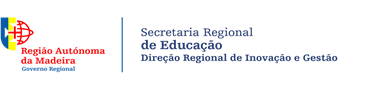 Região Autónoma
da Madeira
Governo Regional
Secretaria Regional
de Educação
Direção Regional de Inovação e Gestão